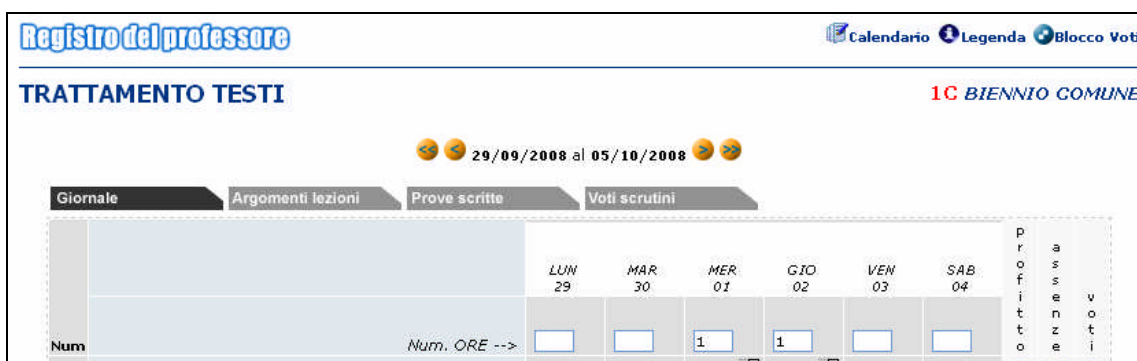 Registro del professore
Calendario Legenda Blocco Voti
TRATTAMENTO TESTI
1C BIENNIO COMUNE
<< < 29/09/2008 al 05/10/2008 > >>
Giornale Argomenti lezioni Prove scritte Voti scrutini
LUN MAR MER GIO VEN SAB
29 30 01 02 03 04
profitto
assenze
voti
Num Num. ORE --> 1 1